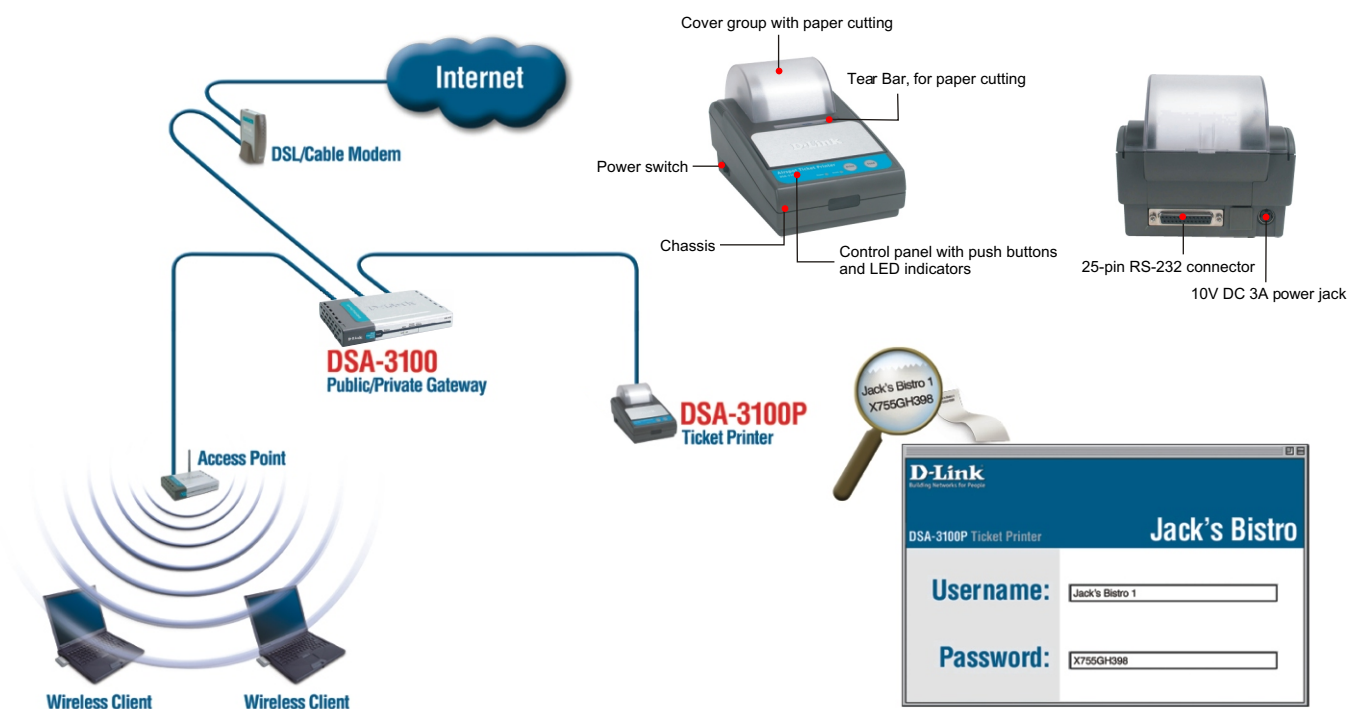 Cover group with paper cutting
Internet
Tear Bar, for paper cutting
DSL/Cable Modem
D-Link
Power switch
Chassis
Control panel with push buttons
and LED indicators
25-pin RS-232 connector
10V DC 3A power jack
DSA-3100
Public/Private Gateway
DSA-3100P
Ticket Printer
Jack's Bistro 1
X755GH398
Access Point
Wireless Client
Wireless Client
D-Link
Building Networks for People
DSA-3100P Ticket Printer
Jack's Bistro
Username:
Jack's Bistro 1
Password:
X755GH398